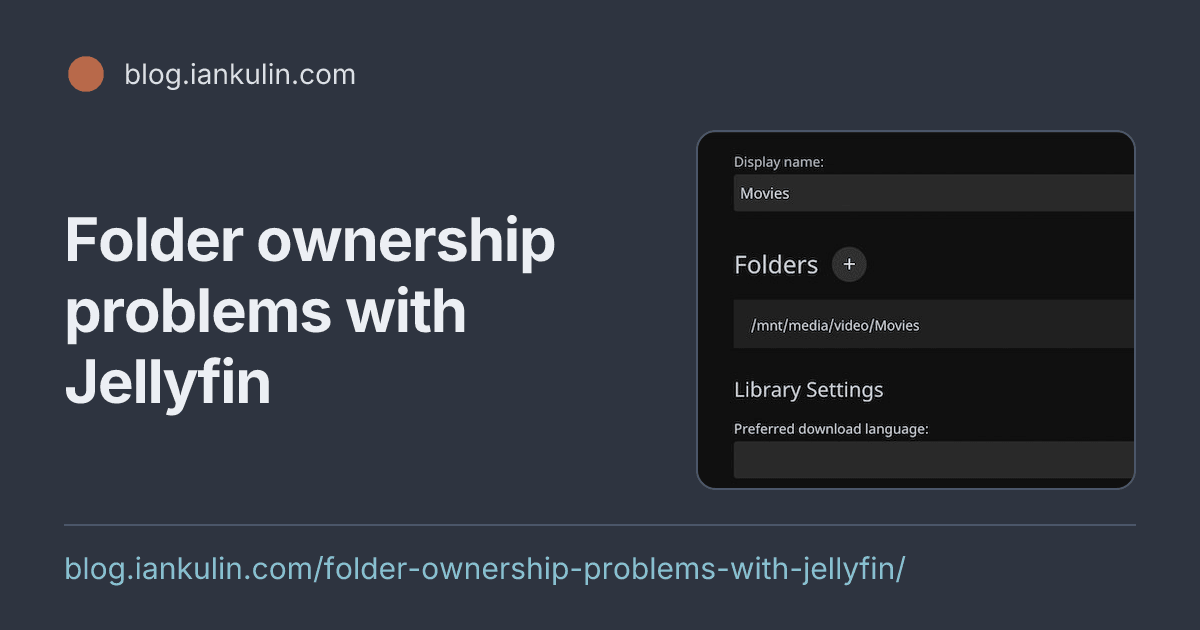 blog.iankulin.com
Folder ownership
problems with
Jellyfin
Display name:
Movies
Folders +
/mnt/media/video/Movies
Library Settings
Preferred download language:
blog.iankulin.com/folder-ownership-problems-with-jellyfin/